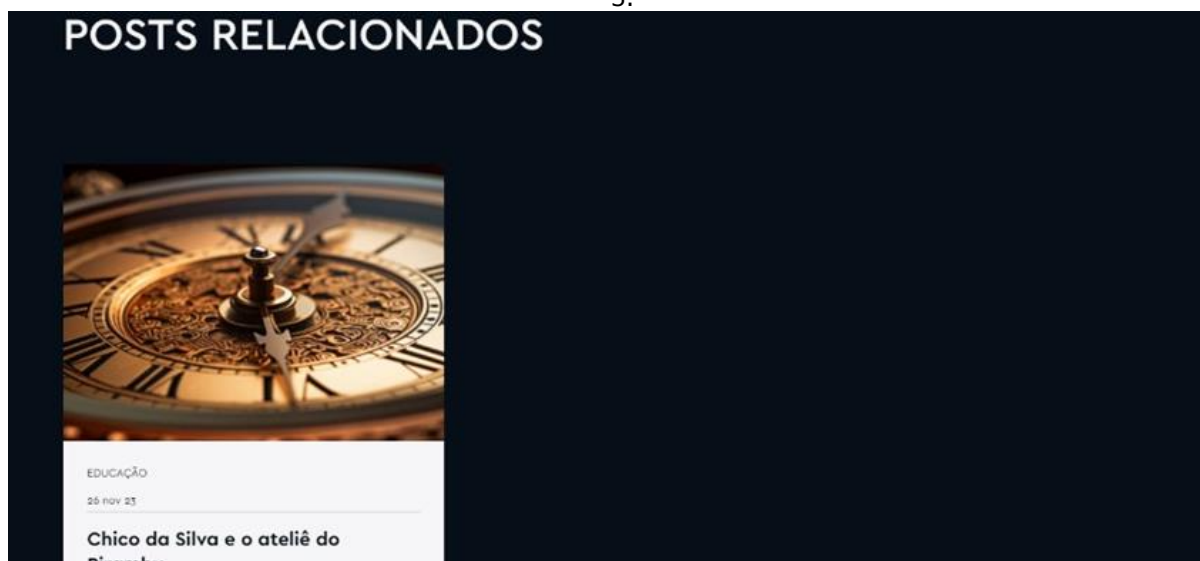 POSTS RELACIONADOS
EDUCAÇÃO
26 nov 23
Chico da Silva e o ateliê do